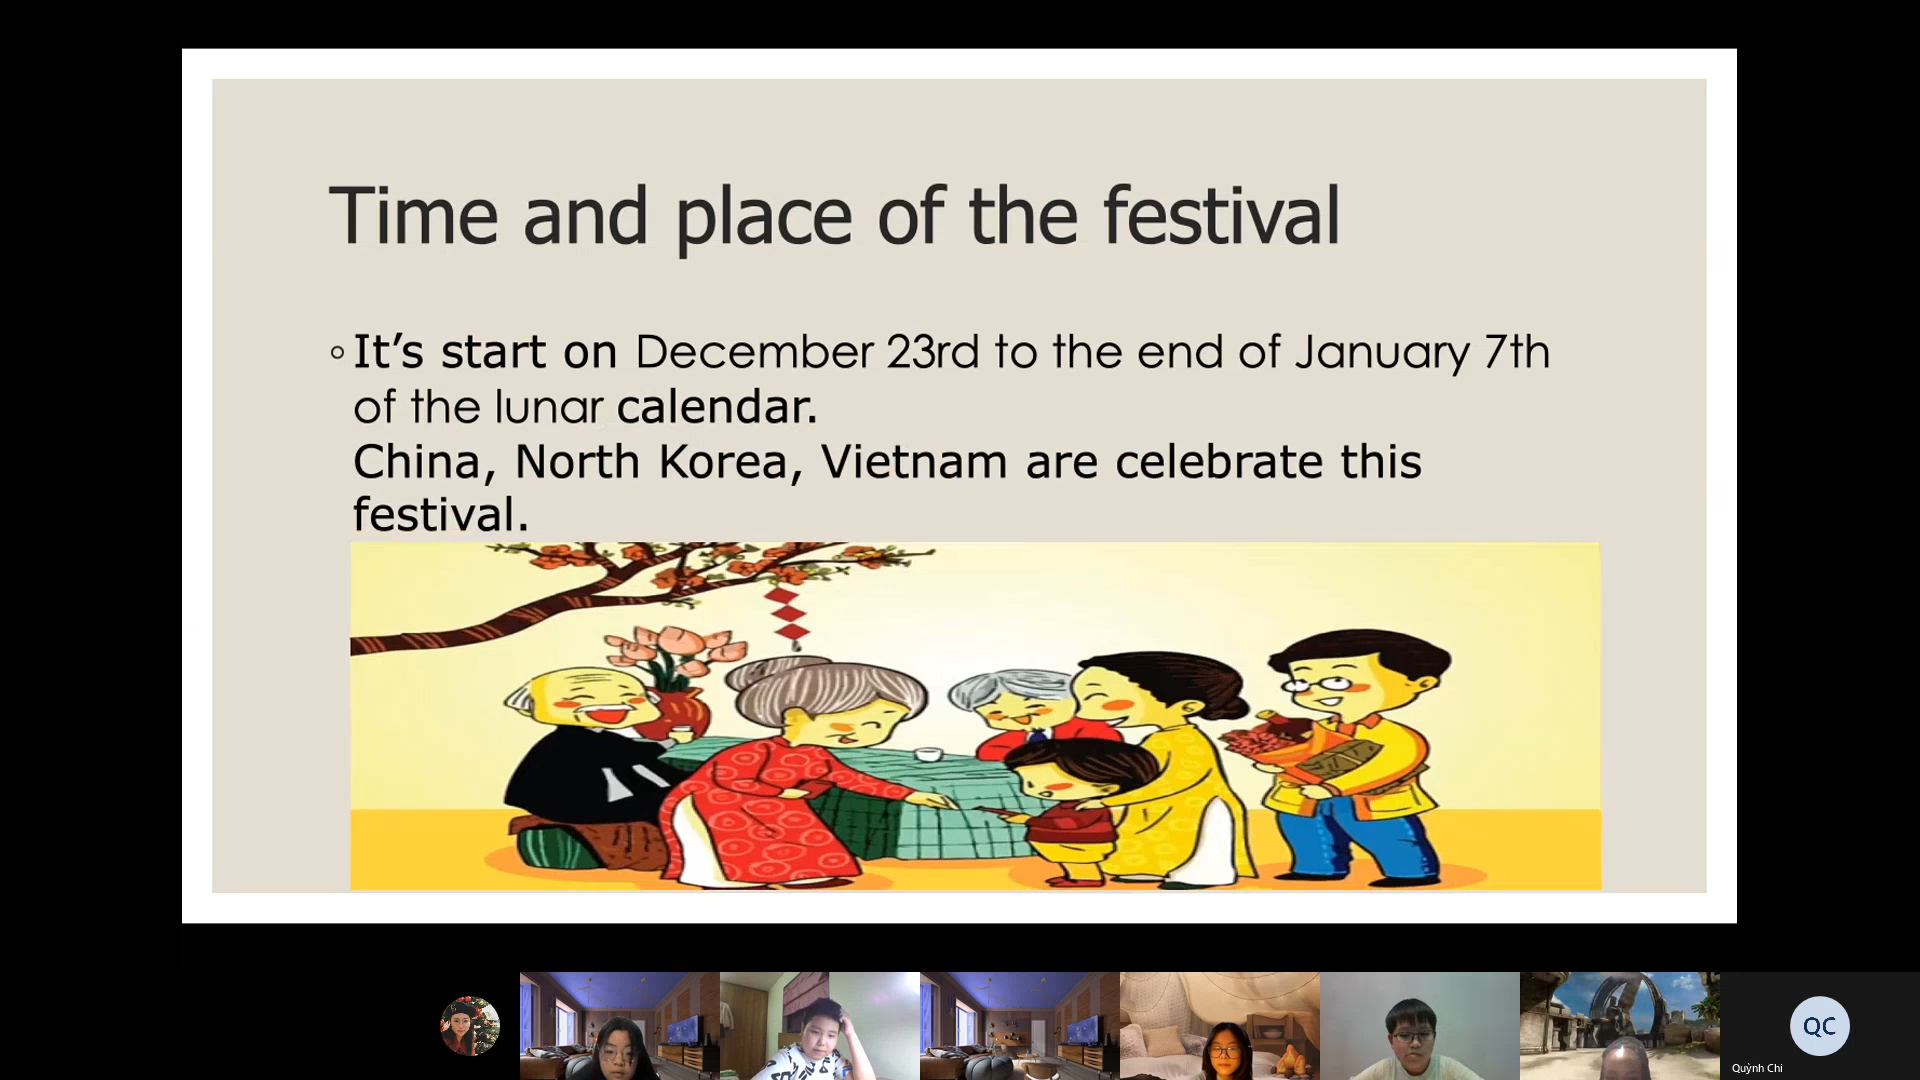 Time and place of the festival
◦It’s start on December 23rd to the end of January 7th
of the lunar calendar.
China, North Korea, Vietnam are celebrate this
festival.
QC
Quỳnh Chi